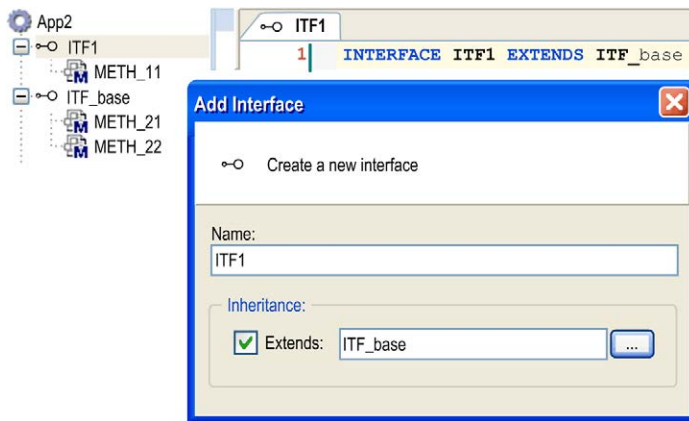 App2
ITF1
METH_11
ITF_base
METH_21
METH_22
ITF1
1 INTERFACE ITF1 EXTENDS ITF_base
Add Interface
Create a new interface
Name:
ITF1
Inheritance:
Extends: ITF_base ...